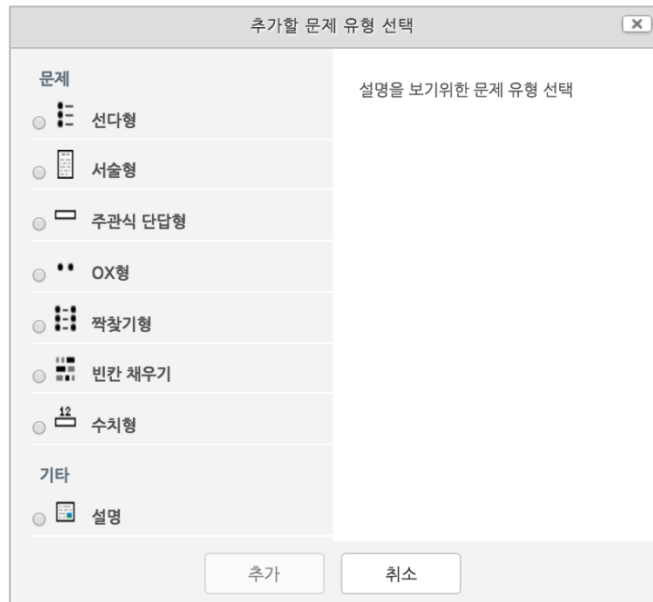 추가할 문제 유형 선택
문제
설명을 보기위한 문제 유형 선택
선다형
서술형
주관식 단답형
OX형
짝찾기형
빈칸 채우기
12
수치형
기타
설명
추가
취소